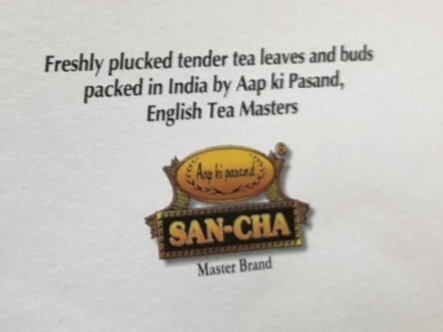 Freshly plucked tender tea leaves and buds
packed in India by Aap ki Pasand,
English Tea Masters
Aap ki pasand
®
SAN-CHA
Master Brand